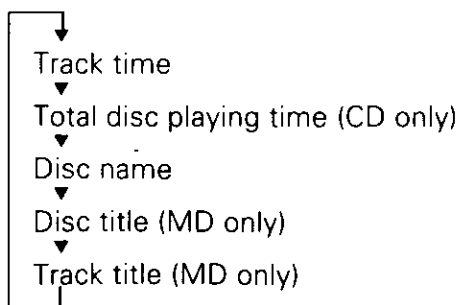 Track time
Total disc playing time (CD only)
Disc name
Disc title (MD only)
Track title (MD only)